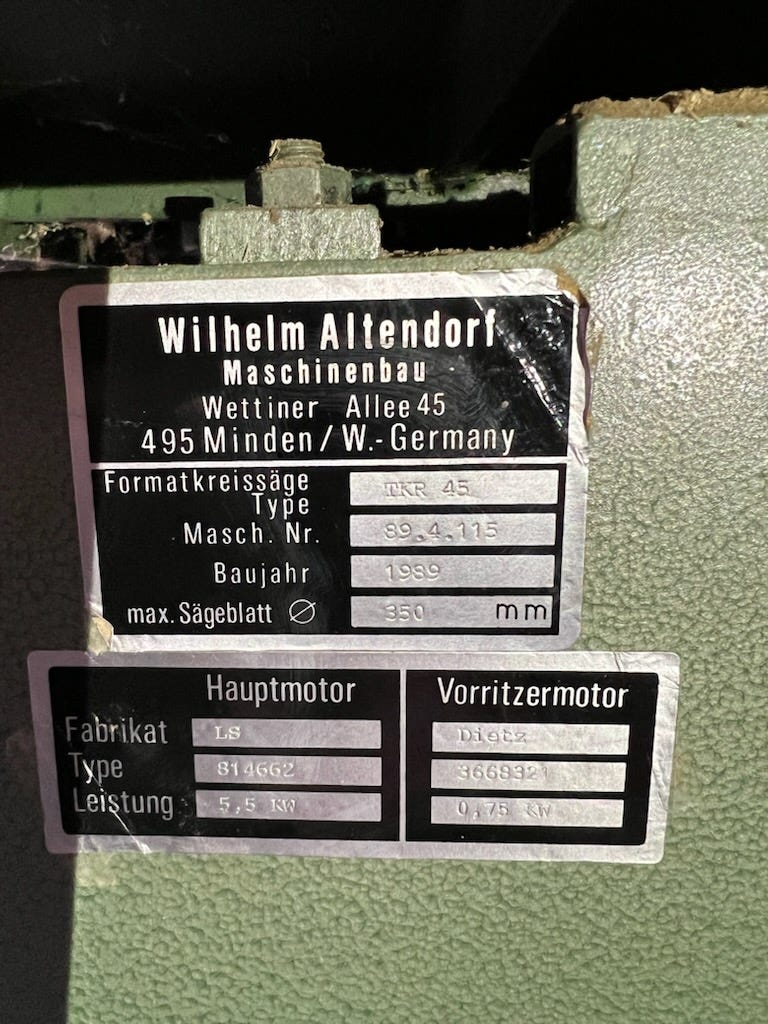 Wilhelm Altendorf
Maschinenbau
Wettiner Allee 45
495 Minden / W.-Germany
Formatkreissäge
Type TKR 45
Masch. Nr. 89.4.115
Baujahr 1989
max. Sägeblatt ∅ 350 mm
Hauptmotor Vorritzermotor
Fabrikat LS Dietz
Type 814662 3668321
Leistung 5,5 KW 0,75 KW